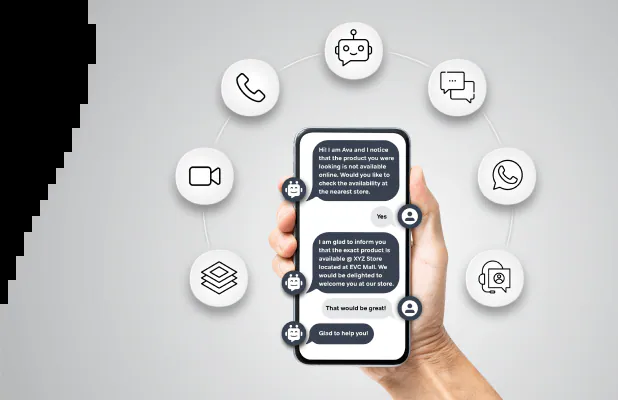 Hi! I am Ava and I notice
that the product you were
looking is not available
online. Would you like to
check the availability at
the nearest store.
Yes
I am glad to inform you
that the exact product is
available @ XYZ Store
located at EVC Mall. We
would be delighted to
welcome you at our store.
That would be great!
Glad to help you!